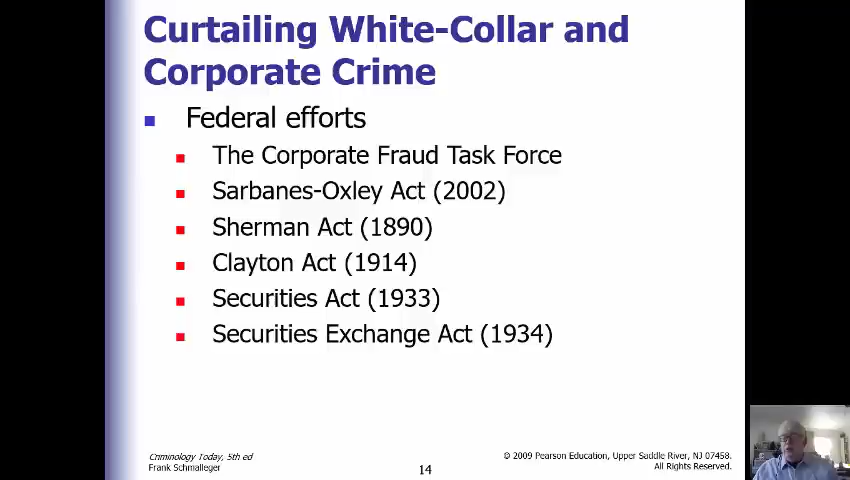 Curtailing White-Collar and
Corporate Crime
Federal efforts
The Corporate Fraud Task Force
Sarbanes-Oxley Act (2002)
Sherman Act (1890)
Clayton Act (1914)
Securities Act (1933)
Securities Exchange Act (1934)
Criminology Today, 5th ed
Frank Schmalleger
14
© 2009 Pearson Education, Upper Saddle River, NJ 07458.
All Rights Reserved.